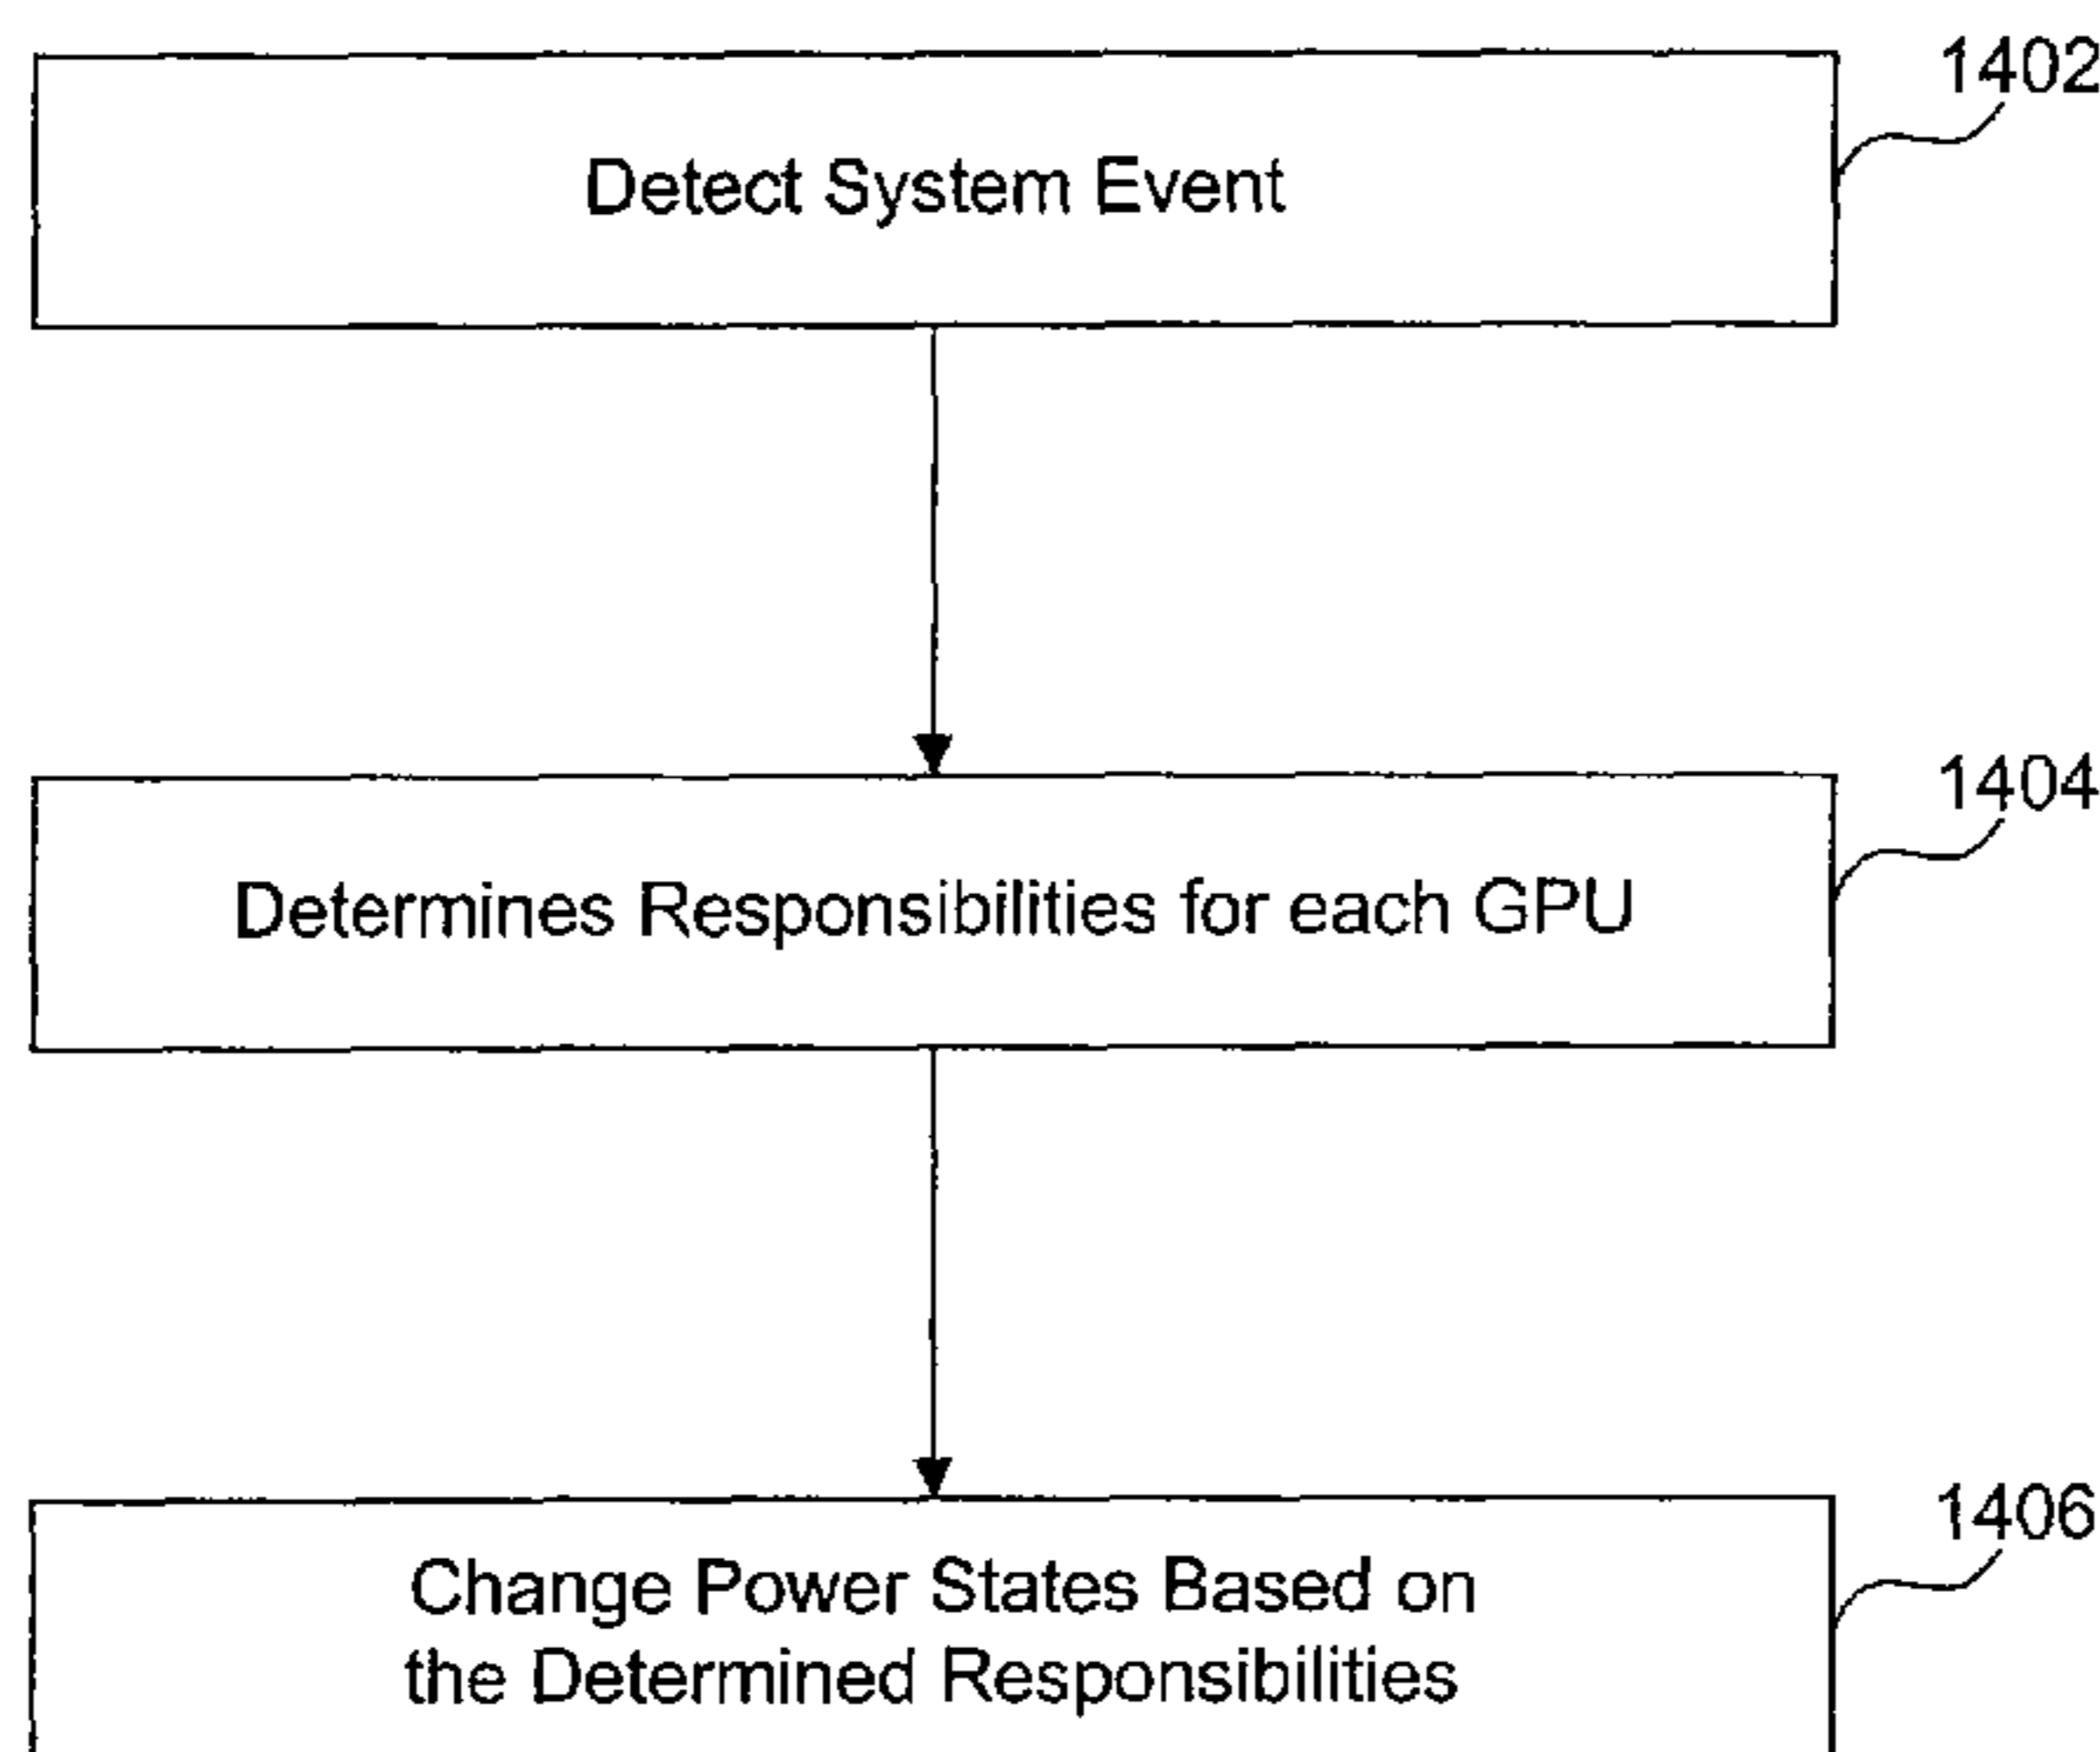 1402
Detect System Event
1404
Determines Responsibilities for each GPU
1406
Change Power States Based on
the Determined Responsibilities